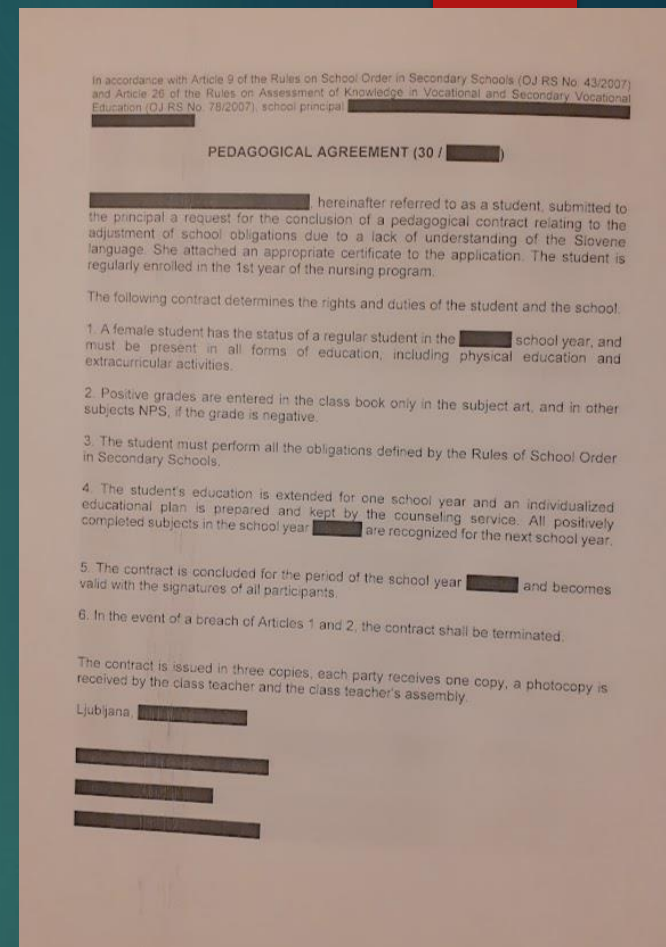 In accordance with Article 9 of the Rules on School Order in Secondary Schools (OJ RS No. 43/2007)
and Article 26 of the Rules on Assessment of Knowledge in Vocational and Secondary Vocational
Education (OJ RS No. 78/2007), school principal
PEDAGOGICAL AGREEMENT (30 / )
, hereinafter referred to as a student, submitted to
the principal a request for the conclusion of a pedagogical contract relating to the
adjustment of school obligations due to a lack of understanding of the Slovene
language. She attached an appropriate certificate to the application. The student is
regularly enrolled in the 1st year of the nursing program.
The following contract determines the rights and duties of the student and the school.
1. A female student has the status of a regular student in the school year, and
must be present in all forms of education, including physical education and
extracurricular activities.
2. Positive grades are entered in the class book only in the subject art, and in other
subjects NPS, if the grade is negative.
3. The student must perform all the obligations defined by the Rules of School Order
in Secondary Schools.
4. The student's education is extended for one school year and an individualized
educational plan is prepared and kept by the counseling service. All positively
completed subjects in the school year are recognized for the next school year.
5. The contract is concluded for the period of the school year and becomes
valid with the signatures of all participants.
6. In the event of a breach of Articles 1 and 2, the contract shall be terminated.
The contract is issued in three copies, each party receives one copy, a photocopy is
received by the class teacher and the class teacher's assembly.
Ljubljana,